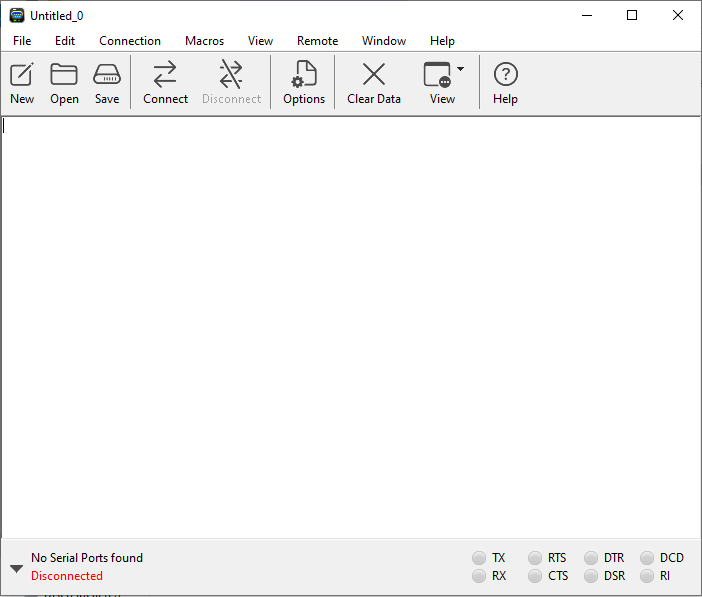 Untitled_0
File Edit Connection Macros View Remote Window Help
New Open Save Connect Disconnect Options Clear Data View Help
No Serial Ports found
Disconnected
TX RTS DTR DCD
RX CTS DSR RI